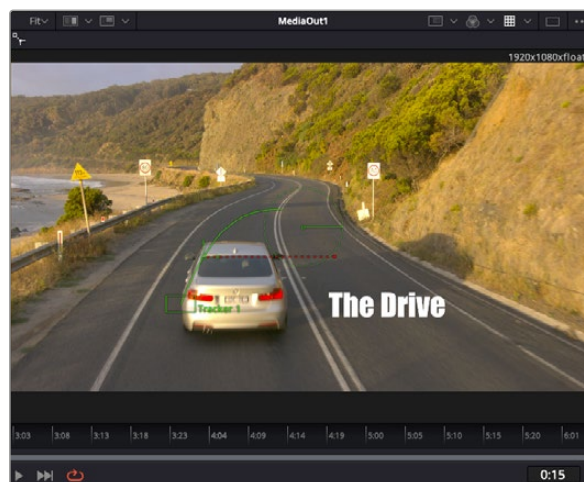 Fit
MediaOut1
1920x1080xfloat
The Drive
Tracker 1
3:03 3:08 3:13 3:18 3:23 4:04 4:09 4:14 4:19 5:00 5:05 5:10 5:15 5:20 6:01
0:15